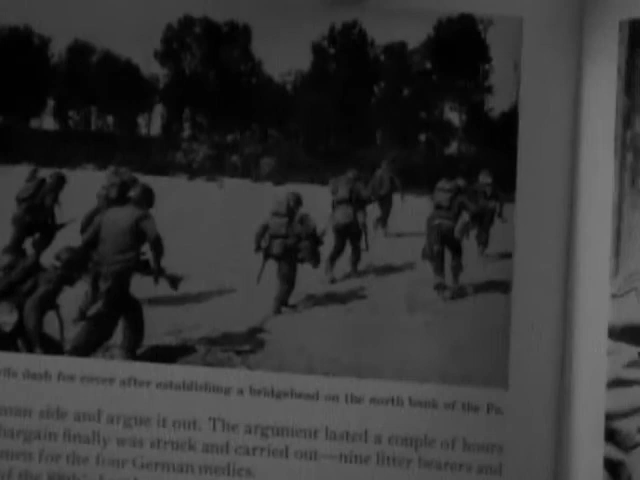 dash for cover after establishing a bridgehead on the north bank of the Po.
man side and argue it out. The argument lasted a couple of hours
bargain finally was struck and carried out—nine litter bearers and
men for the four German medics.